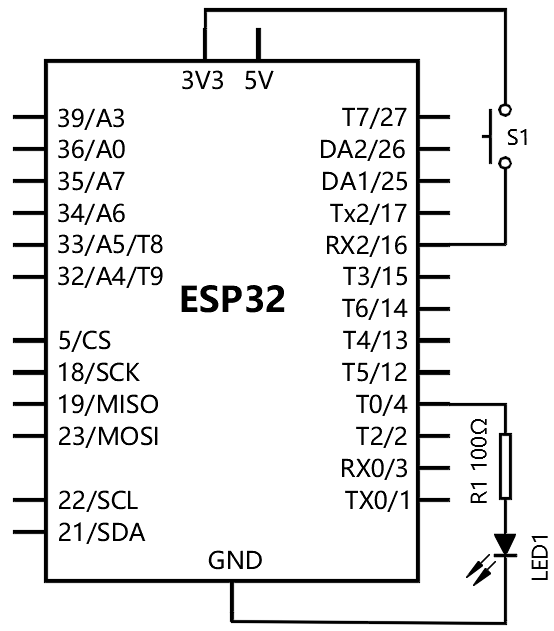 3V3 5V
39/A3
36/A0
35/A7
34/A6
33/A5/T8
32/A4/T9
5/CS
18/SCK
19/MISO
23/MOSI
22/SCL
21/SDA
ESP32
T7/27
DA2/26
DA1/25
Tx2/17
RX2/16
T3/15
T6/14
T4/13
T5/12
T0/4
T2/2
RX0/3
TX0/1
GND
S1
R1 100Ω
LED1